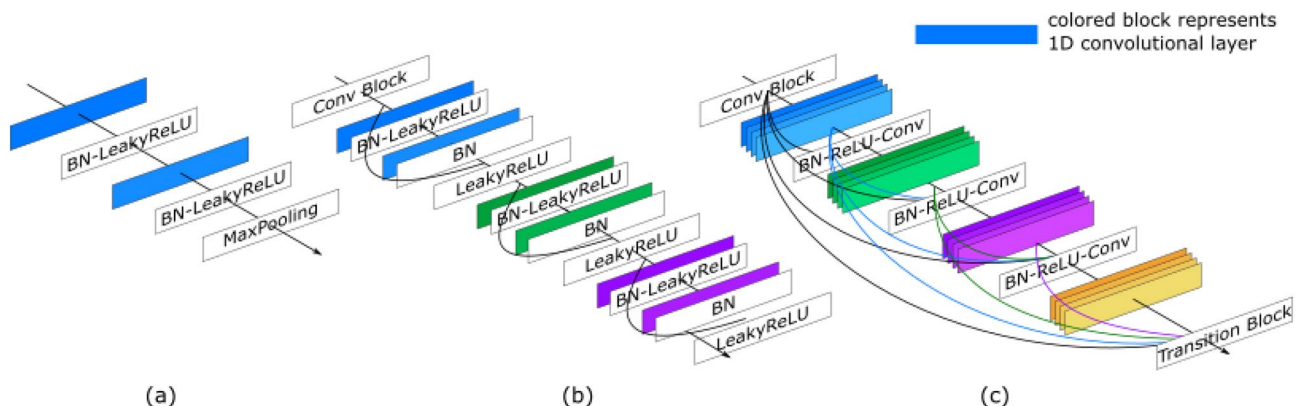 colored block represents
1D convolutional layer
BN-LeakyReLU
BN-LeakyReLU
MaxPooling
(a)
Conv Block
BN-LeakyReLU
BN
LeakyReLU
BN-LeakyReLU
BN
LeakyReLU
BN-LeakyReLU
BN
LeakyReLU
(b)
Conv Block
BN-ReLU-Conv
BN-ReLU-Conv
BN-ReLU-Conv
Transition Block
(c)